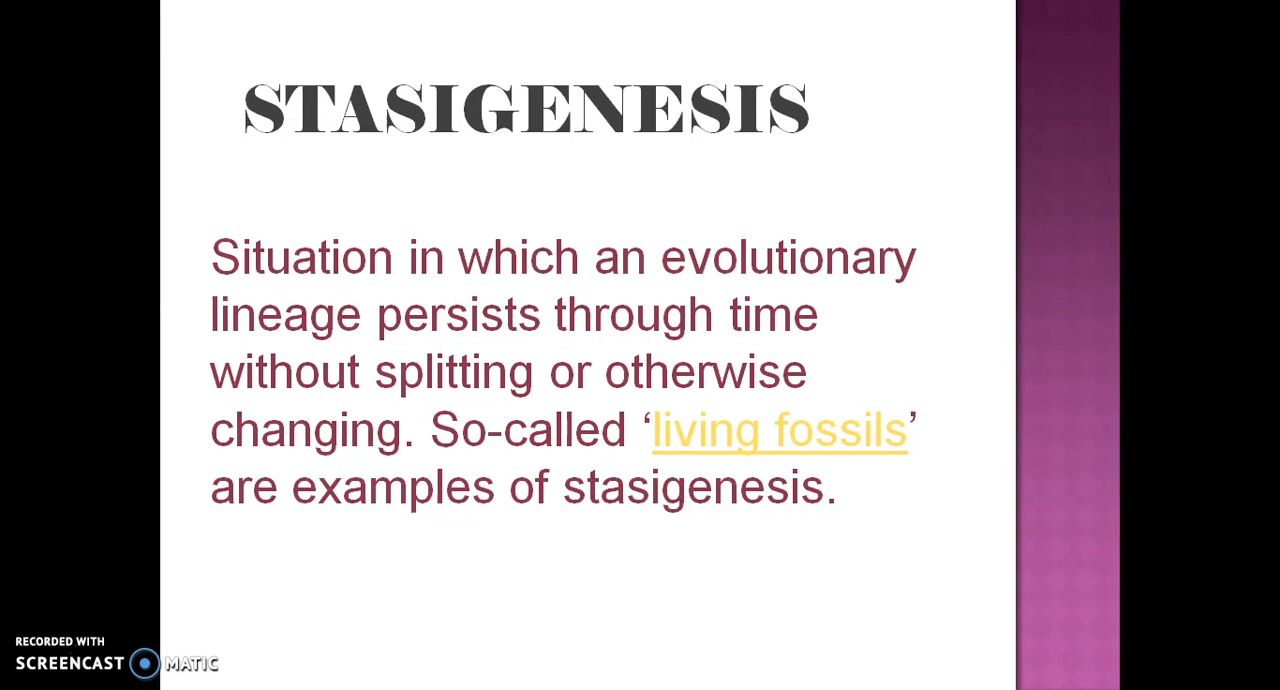 STASIGENESIS
Situation in which an evolutionary
lineage persists through time
without splitting or otherwise
changing. So-called ‘living fossils’
are examples of stasigenesis.
RECORDED WITH
SCREENCAST MATIC